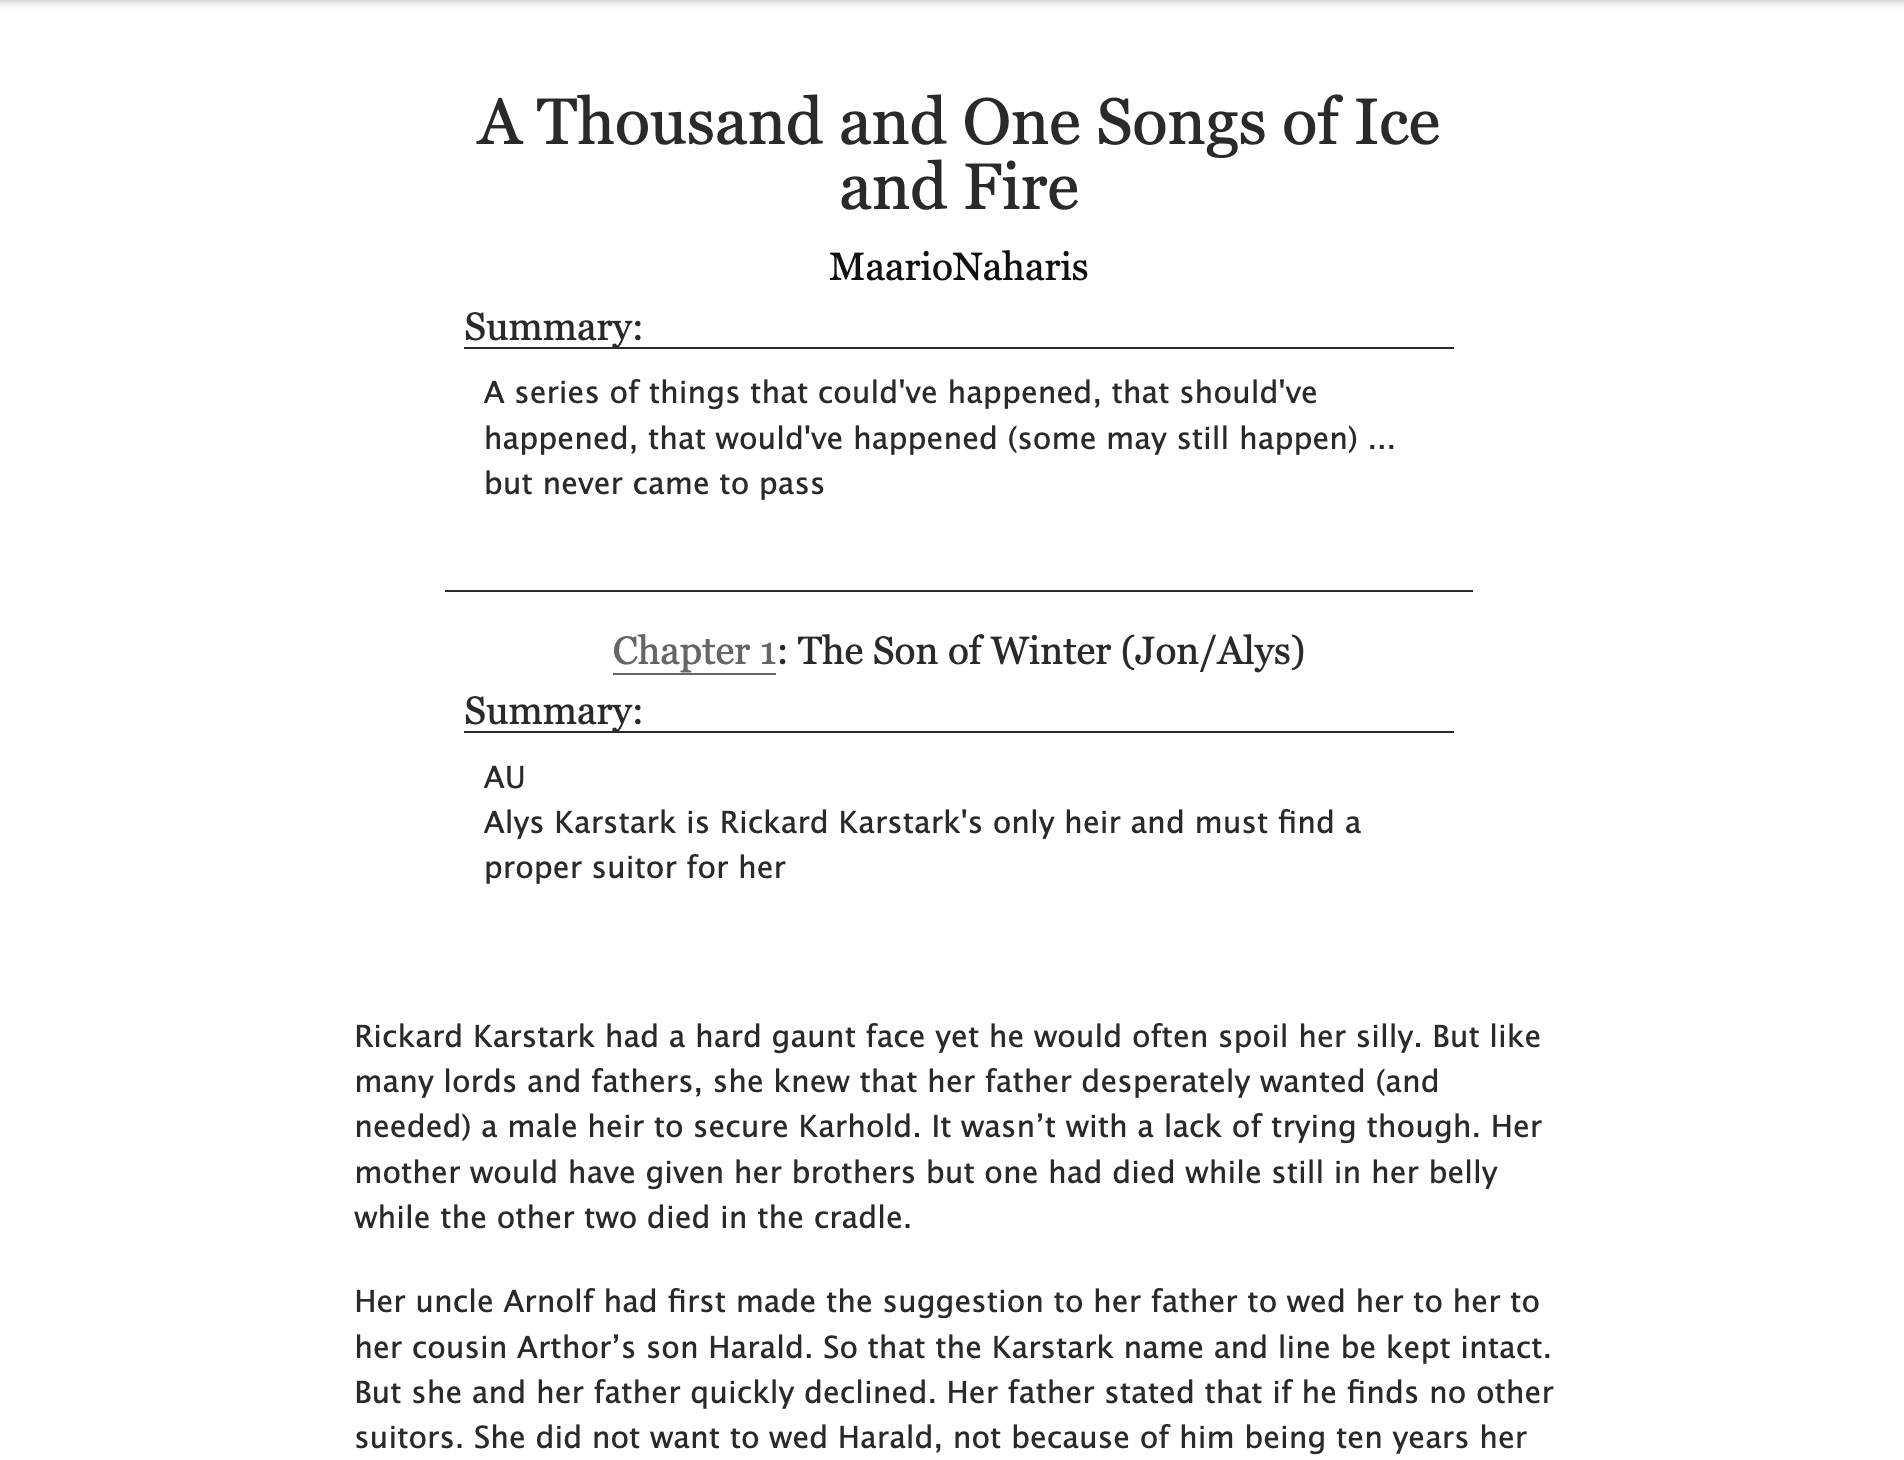 A Thousand and One Songs of Ice
and Fire
MaarioNaharis
Summary:
A series of things that could've happened, that should've
happened, that would've happened (some may still happen) ...
but never came to pass
Chapter 1: The Son of Winter (Jon/Alys)
Summary:
AU
Alys Karstark is Rickard Karstark's only heir and must find a
proper suitor for her
Rickard Karstark had a hard gaunt face yet he would often spoil her silly. But like
many lords and fathers, she knew that her father desperately wanted (and
needed) a male heir to secure Karhold. It wasn’t with a lack of trying though. Her
mother would have given her brothers but one had died while still in her belly
while the other two died in the cradle.
Her uncle Arnolf had first made the suggestion to her father to wed her to her to
her cousin Arthor’s son Harald. So that the Karstark name and line be kept intact.
But she and her father quickly declined. Her father stated that if he finds no other
suitors. She did not want to wed Harald, not because of him being ten years her